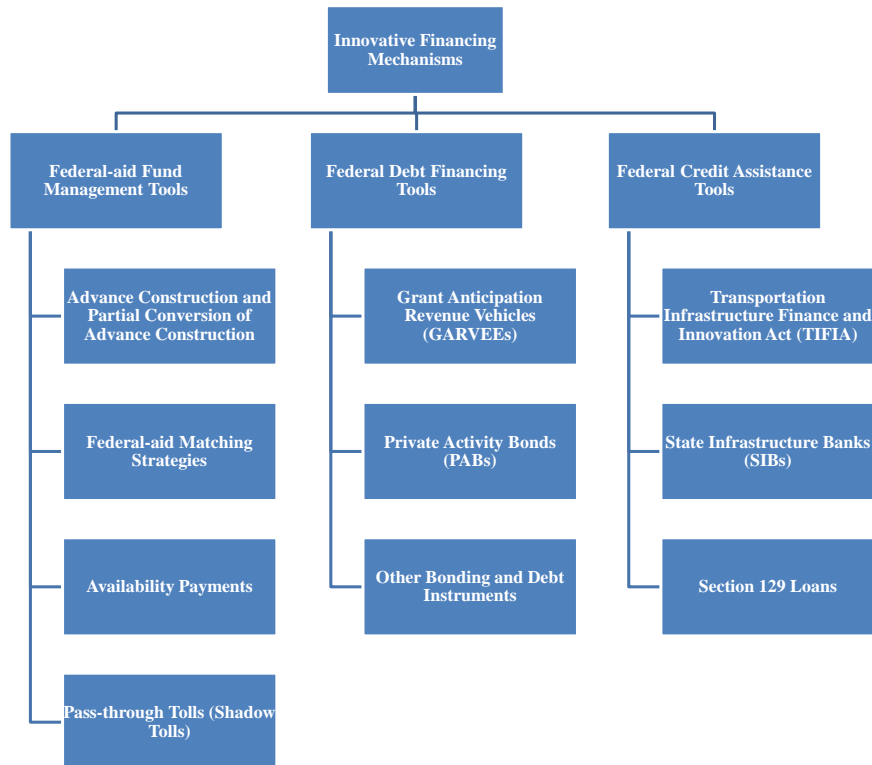 Innovative Financing
Mechanisms
Federal-aid Fund
Management Tools
Federal Debt Financing
Tools
Federal Credit Assistance
Tools
Advance Construction and
Partial Conversion of
Advance Construction
Grant Anticipation
Revenue Vehicles
(GARVEEs)
Transportation
Infrastructure Finance and
Innovation Act (TIFIA)
Federal-aid Matching
Strategies
Private Activity Bonds
(PABs)
State Infrastructure Banks
(SIBs)
Availability Payments
Other Bonding and Debt
Instruments
Section 129 Loans
Pass-through Tolls (Shadow
Tolls)